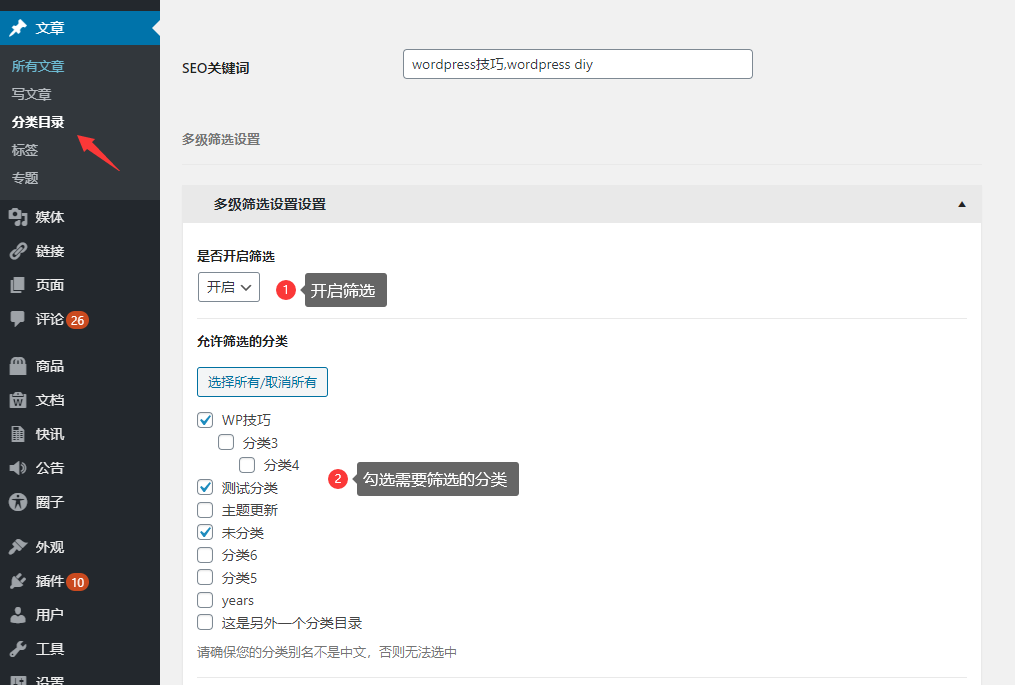 文章
所有文章
写文章
分类目录
标签
专题
媒体
链接
页面
评论 26
商品
文档
快讯
公告
圈子
外观
插件 10
用户
工具
设置
SEO关键词
wordpress技巧,wordpress diy
多级筛选设置
多级筛选设置设置
是否开启筛选
开启
1 开启筛选
允许筛选的分类
选择所有/取消所有
WP技巧
分类3
分类4
2 勾选需要筛选的分类
测试分类
主题更新
未分类
分类6
分类5
years
这是另外一个分类目录
请确保您的分类别名不是中文，否则无法选中